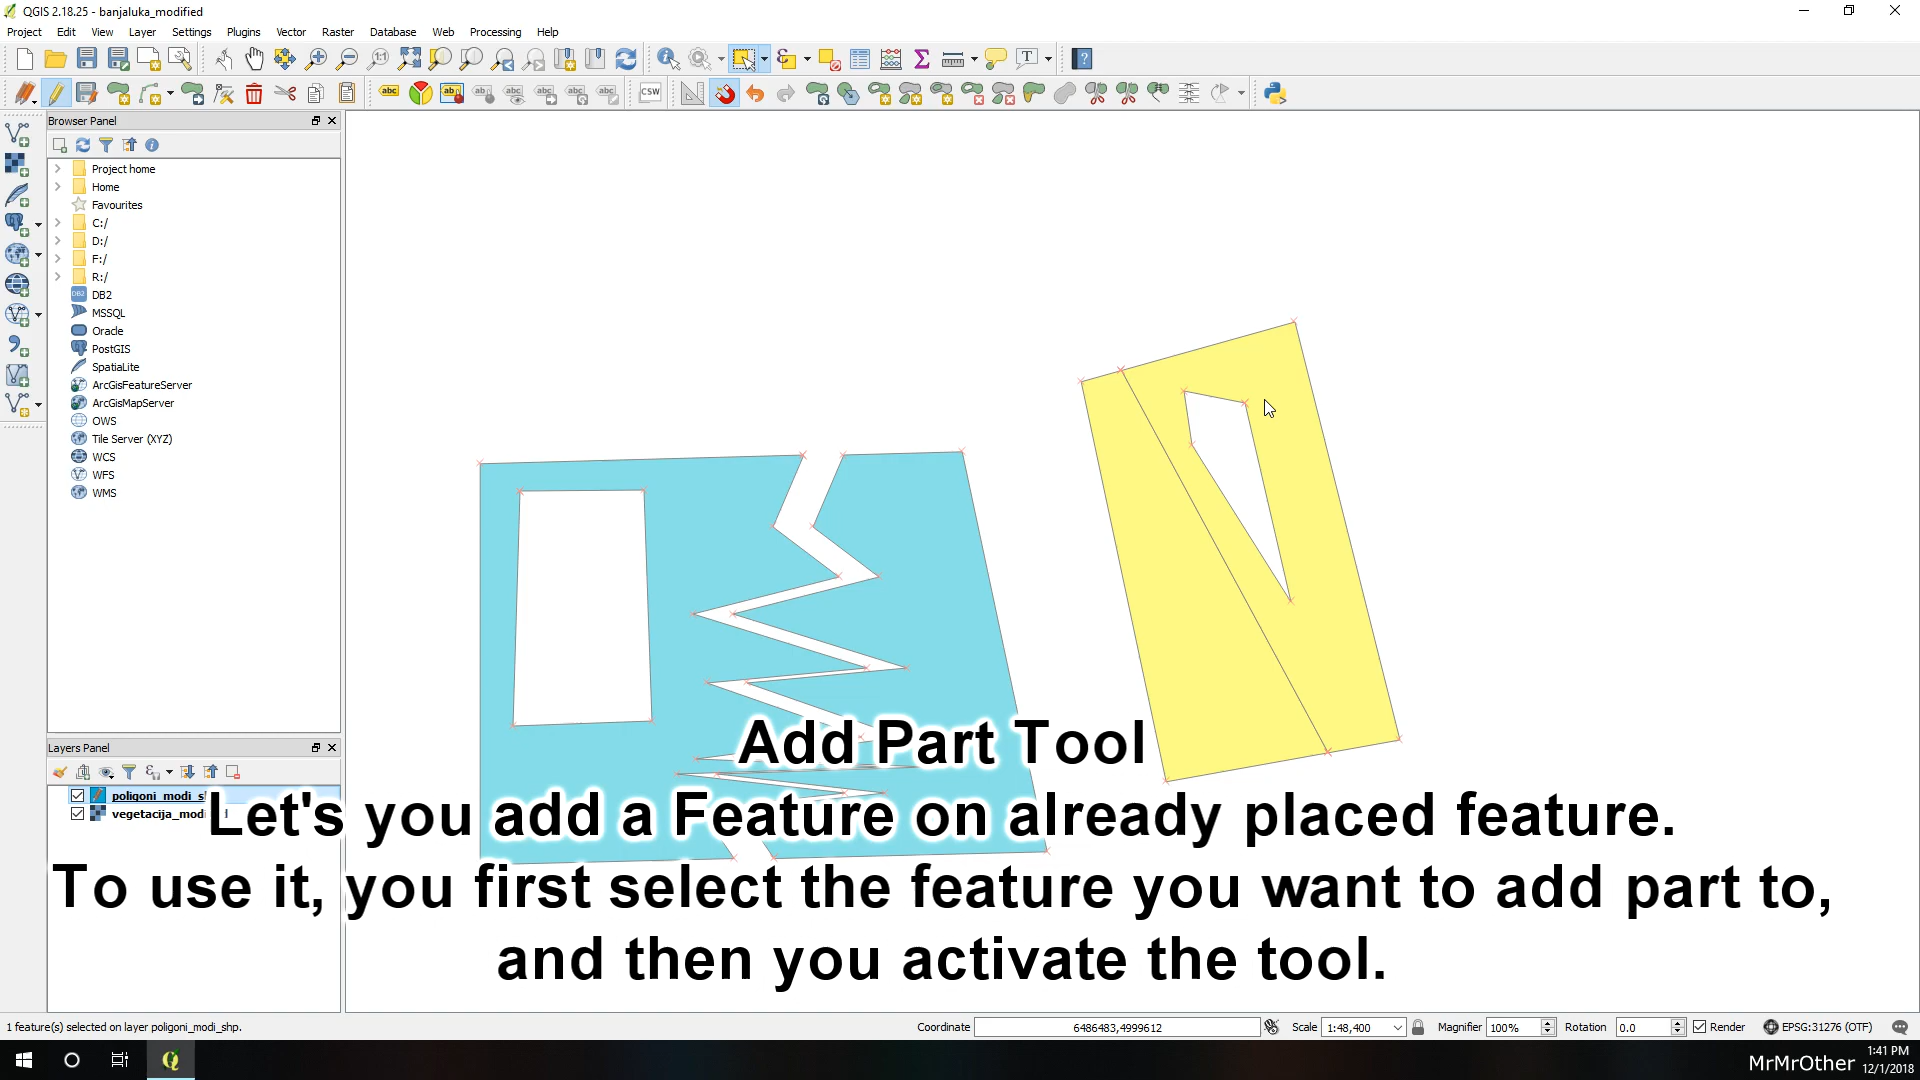 QGIS 2.18.25 - banjaluka_modified
Project Edit View Layer Settings Plugins Vector Raster Database Web Processing Help
Browser Panel
Project home
Home
Favourites
C:/
D:/
F:/
R:/
DB2
MSSQL
Oracle
PostGIS
SpatiaLite
ArcGisFeatureServer
ArcGisMapServer
OWS
Tile Server (XYZ)
WCS
WFS
WMS
Layers Panel
poligoni_modi_s
vegetacija_modi
Add Part Tool
Let's you add a Feature on already placed feature.
To use it, you first select the feature you want to add part to,
and then you activate the tool.
1 feature(s) selected on layer poligoni_modi_shp.
Coordinate 6486483,4999612 Scale 1:48,400 Magnifier 100% Rotation 0.0 Render EPSG:31276 (OTF)
MrMrOther
1:41 PM
12/1/2018